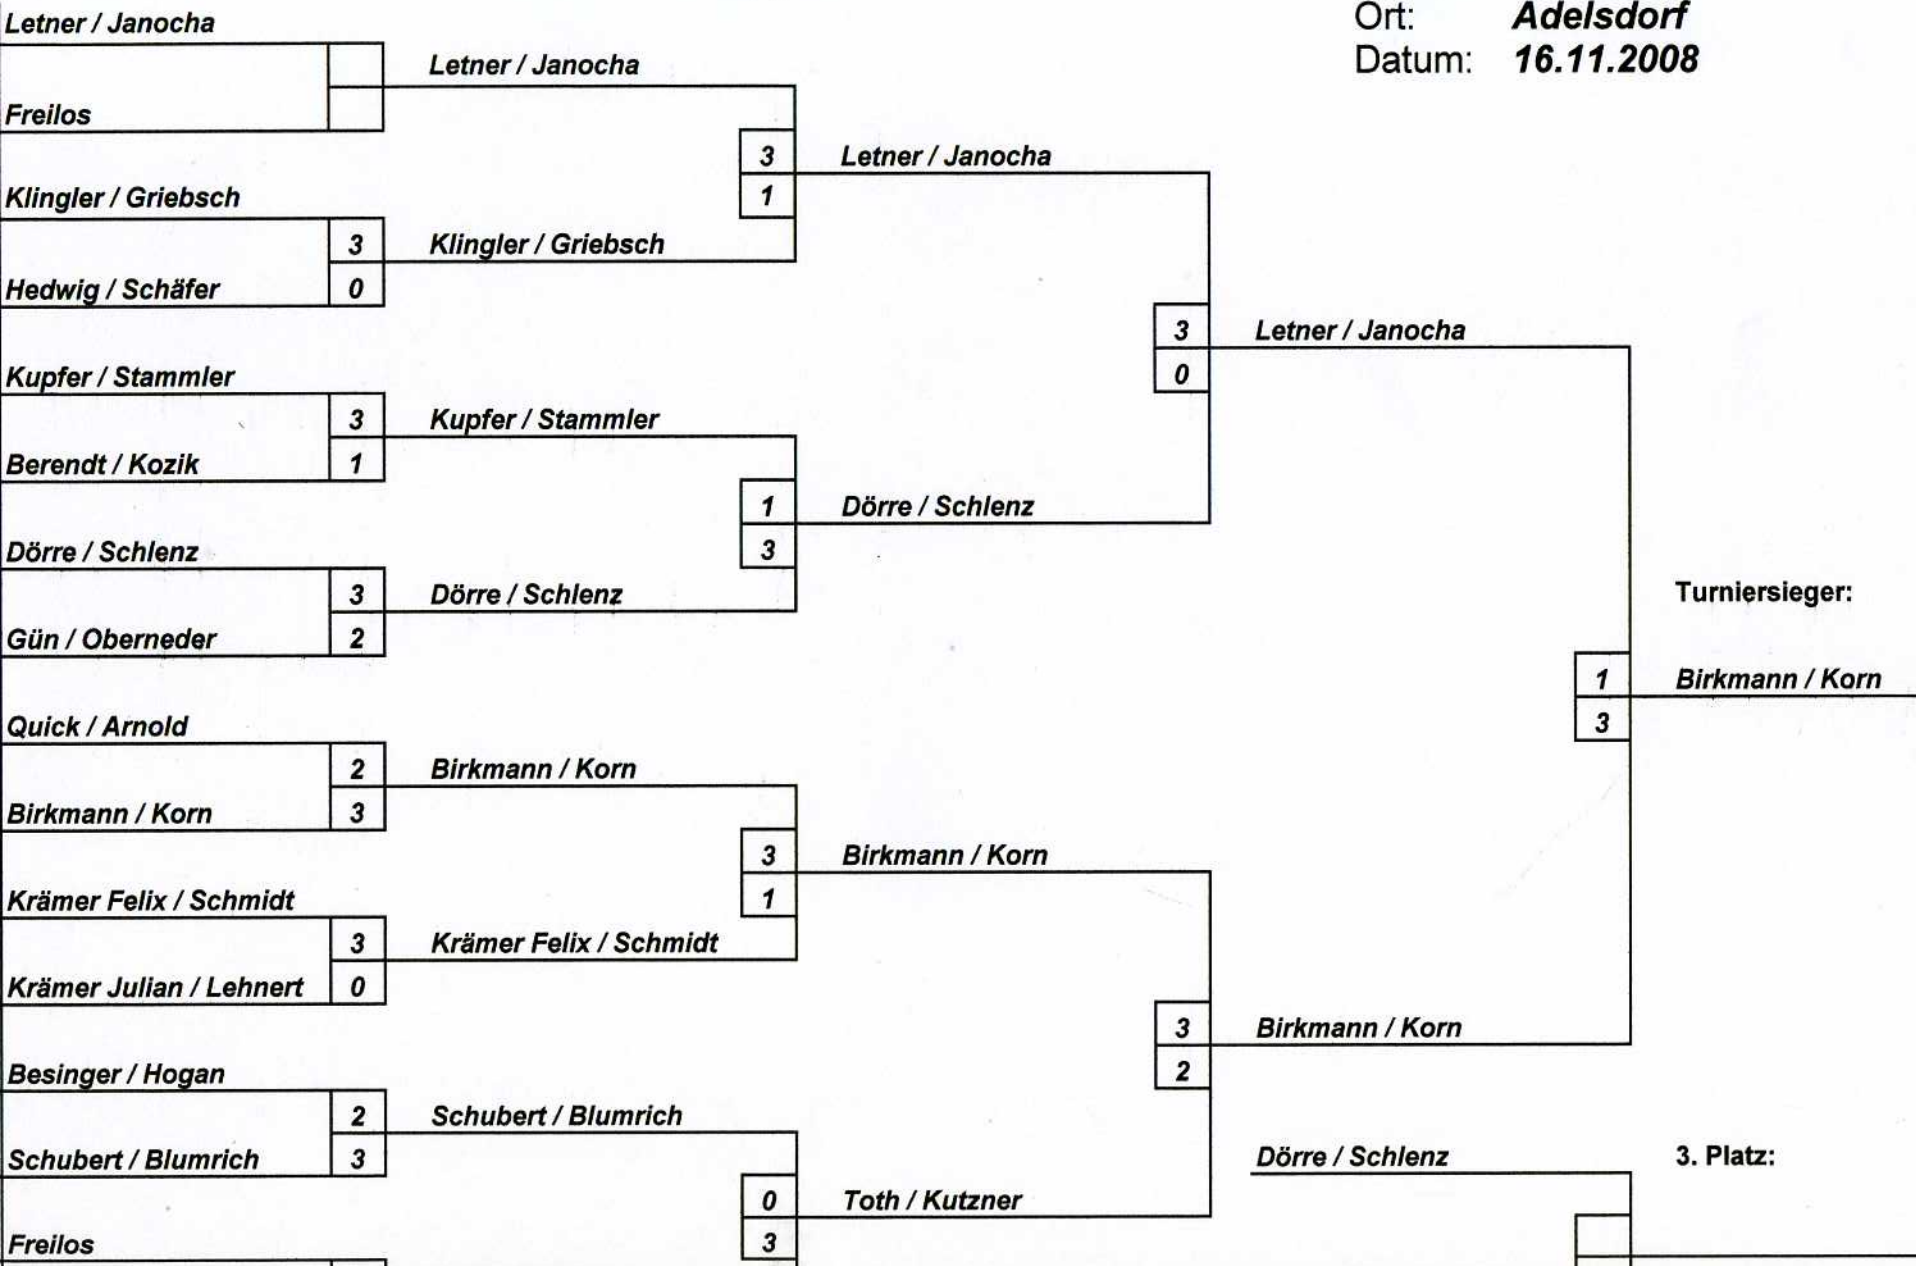 Letner / Janocha
Freilos
Klingler / Griebsch
3
Hedwig / Schäfer
0
Kupfer / Stammler
3
Berendt / Kozik
1
Dörre / Schlenz
3
Gün / Oberneder
2
Quick / Arnold
2
Birkmann / Korn
3
Krämer Felix / Schmidt
3
Krämer Julian / Lehnert
0
Besinger / Hogan
2
Schubert / Blumrich
3
Freilos
Letner / Janocha
3
1
Klingler / Griebsch
Kupfer / Stammler
1
3
Dörre / Schlenz
Birkmann / Korn
3
1
Krämer Felix / Schmidt
Schubert / Blumrich
0
3
Letner / Janocha
3
0
Dörre / Schlenz
Birkmann / Korn
3
2
Toth / Kutzner
Letner / Janocha
1
3
Birkmann / Korn
Dörre / Schlenz
Ort: Adelsdorf
Datum: 16.11.2008
Turniersieger:
Birkmann / Korn
3. Platz: